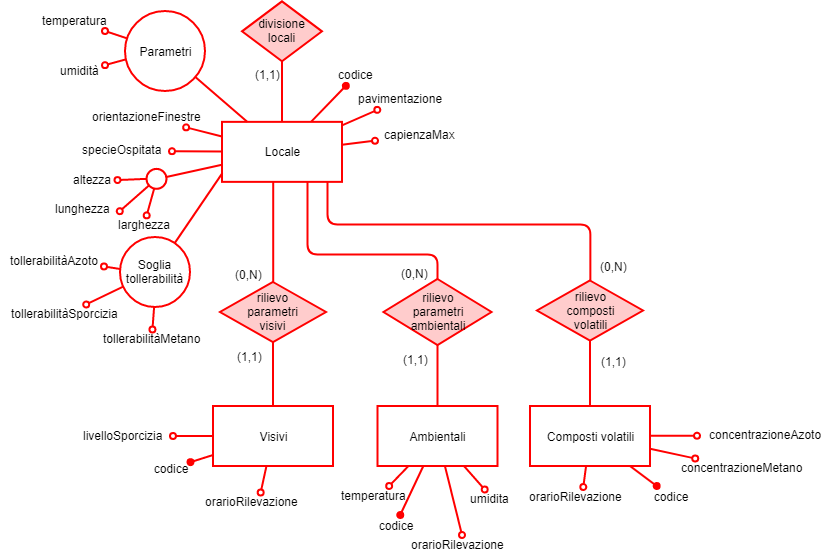 temperatura
umidità
Parametri
divisione
locali
(1,1)
codice
pavimentazione
capienzaMax
orientazioneFinestre
specieOspitata
Locale
altezza
lunghezza
larghezza
tollerabilitàAzoto
Soglia
tollerabilità
tollerabilitàSporcizia
tollerabilitàMetano
(0,N)
(0,N)
(0,N)
rilievo
parametri
visivi
rilievo
parametri
ambientali
rilievo
composti
volatili
(1,1)
(1,1)
(1,1)
livelloSporcizia
Visivi
codice
orarioRilevazione
Ambientali
temperatura
codice
umidita
orarioRilevazione
Composti volatili
concentrazioneAzoto
concentrazioneMetano
orarioRilevazione
codice